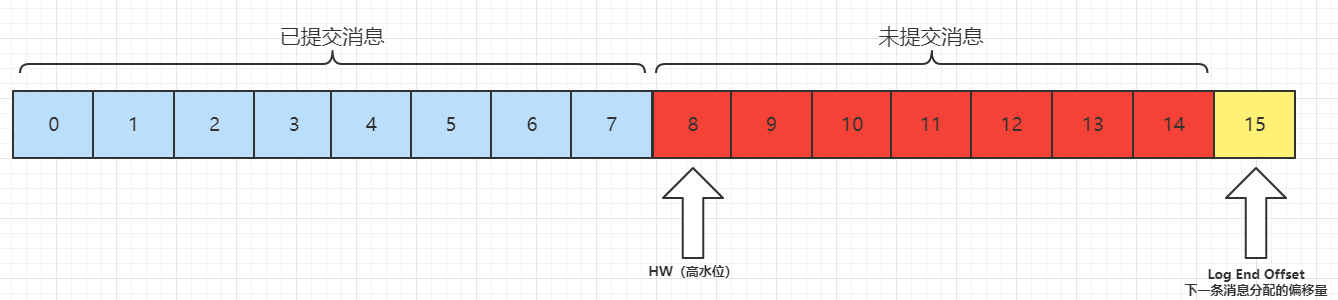 已提交消息
未提交消息
0 1 2 3 4 5 6 7 8 9 10 11 12 13 14 15
HW（高水位）
Log End Offset
下一条消息分配的偏移量